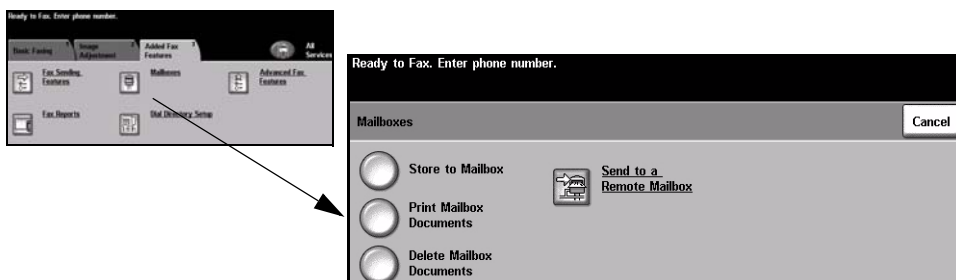 Ready to Fax. Enter phone number.
Basic Faxing
Image
Adjustment
Added Fax
Features
All
Services
Fax Sending
Features
Mailboxes
Advanced Fax
Features
Fax Reports
Dial Directory Setup
Ready to Fax. Enter phone number.
Mailboxes
Cancel
Store to Mailbox
Send to a
Remote Mailbox
Print Mailbox
Documents
Delete Mailbox
Documents